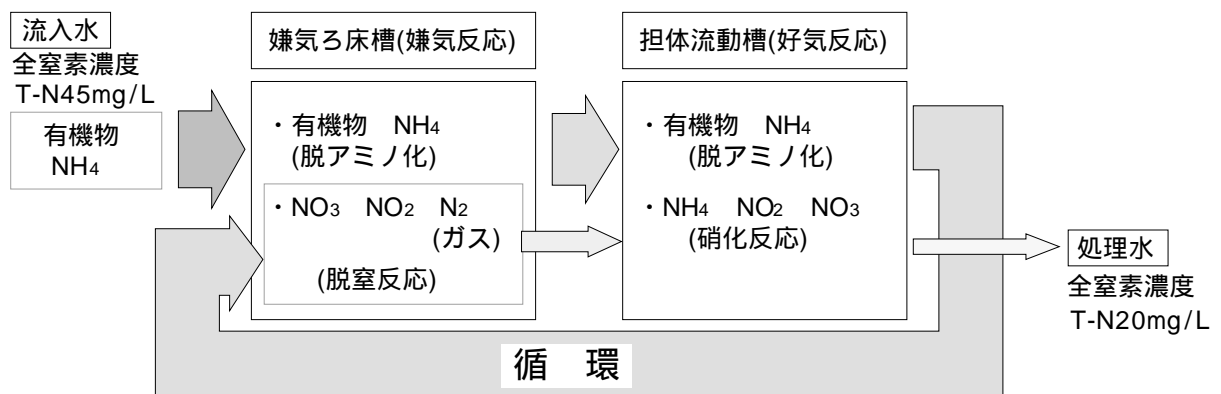 流入水
全窒素濃度
T-N45mg/L
有機物
NH4
嫌気ろ床槽(嫌気反応)
・有機物 NH4
(脱アミノ化)
・NO3 NO2 N2
(ガス)
(脱窒反応)
担体流動槽(好気反応)
・有機物 NH4
(脱アミノ化)
・NH4 NO2 NO3
(硝化反応)
処理水
全窒素濃度
T-N20mg/L
循 環